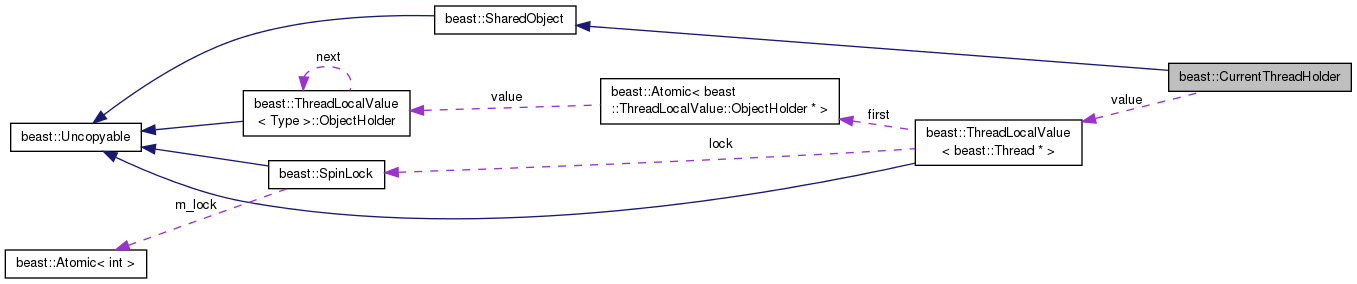 beast::SharedObject
next
beast::CurrentThreadHolder
beast::ThreadLocalValue
< Type >::ObjectHolder
value
beast::Atomic< beast
::ThreadLocalValue::ObjectHolder * >
value
first
beast::Uncopyable
beast::ThreadLocalValue
< beast::Thread * >
lock
beast::SpinLock
m_lock
beast::Atomic< int >